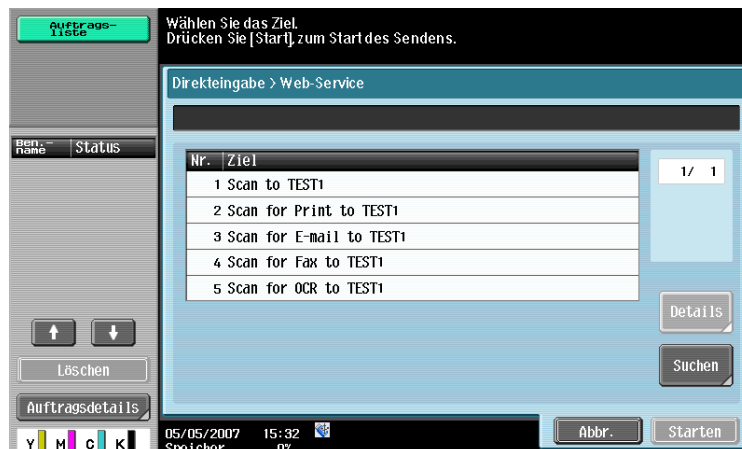 Auftrags-
liste
Wählen Sie das Ziel.
Drücken Sie [Start], zum Start des Sendens.
Direkteingabe > Web-Service
Ben.-
name Status
Nr. Ziel
1/ 1
1 Scan to TEST1
2 Scan for Print to TEST1
3 Scan for E-mail to TEST1
4 Scan for Fax to TEST1
5 Scan for OCR to TEST1
Details
Löschen
Suchen
Auftragsdetails
Y M C K
05/05/2007 15:32
Speicher 0%
Abbr.
Starten